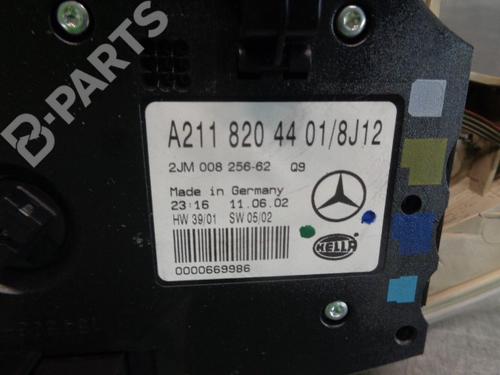 B-PARTS
A211 820 44 01/8J12
2JM 008 256-62 Q9
Made in Germany
23:16 11.06.02
HW 39/01 SW 05/02
HELLA
0000669986